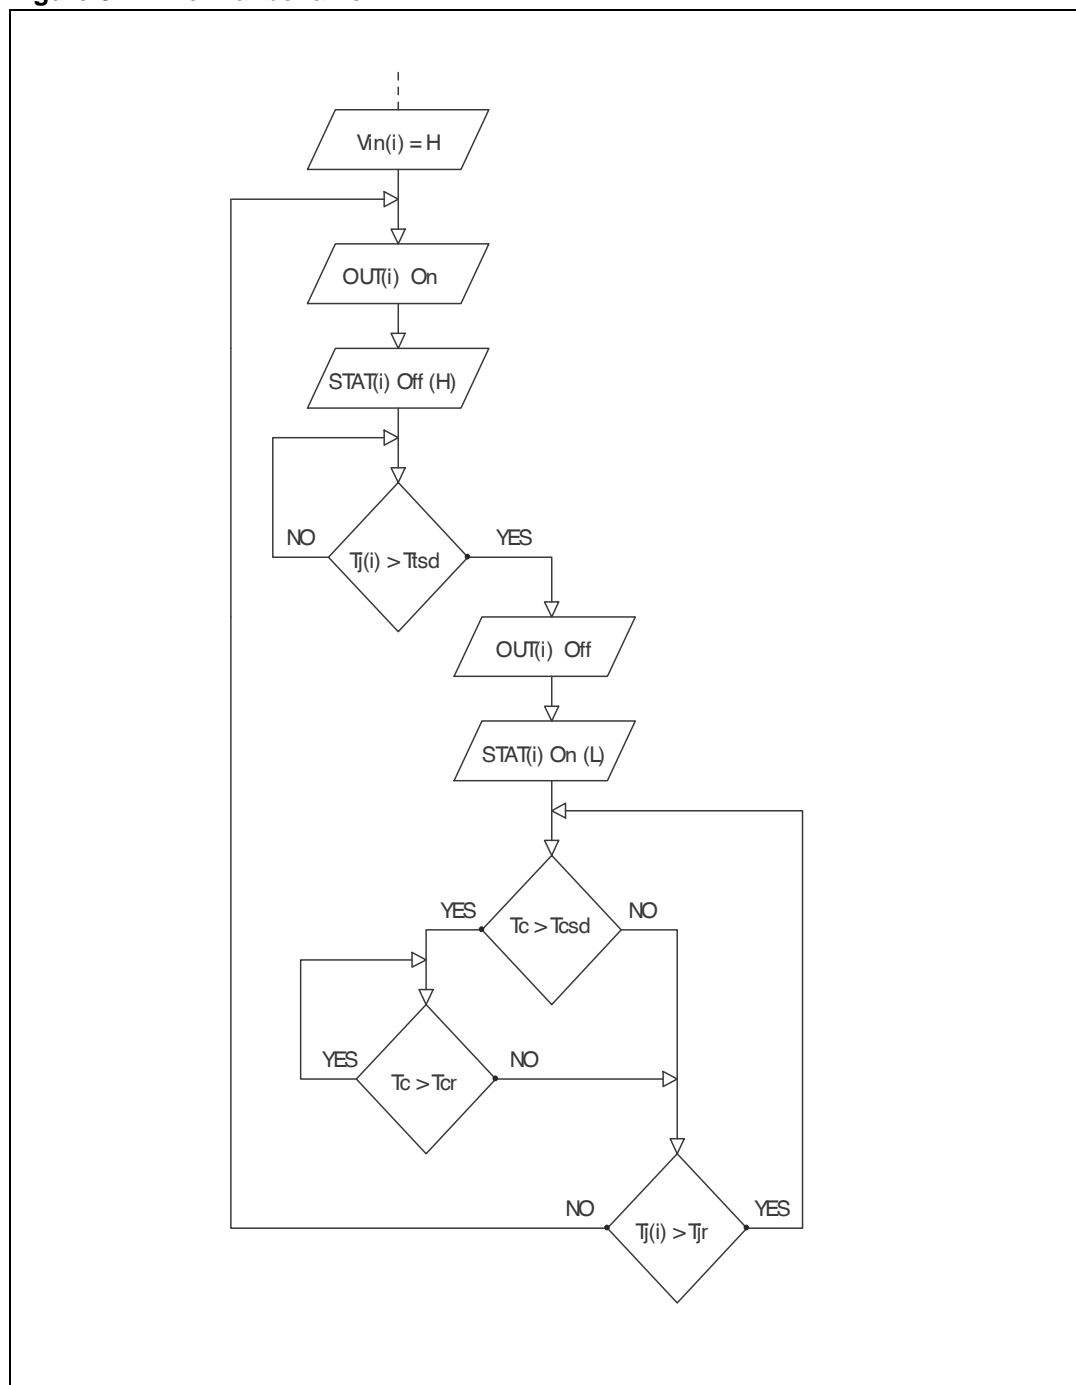 Vin(i) = H
OUT(i) On
STAT(i) Off (H)
NO
YES
Tj(i) > Ttsd
OUT(i) Off
STAT(i) On (L)
YES
NO
Tc > Tcsd
YES
NO
Tc > Tcr
NO
YES
Tj(i) > Tjr